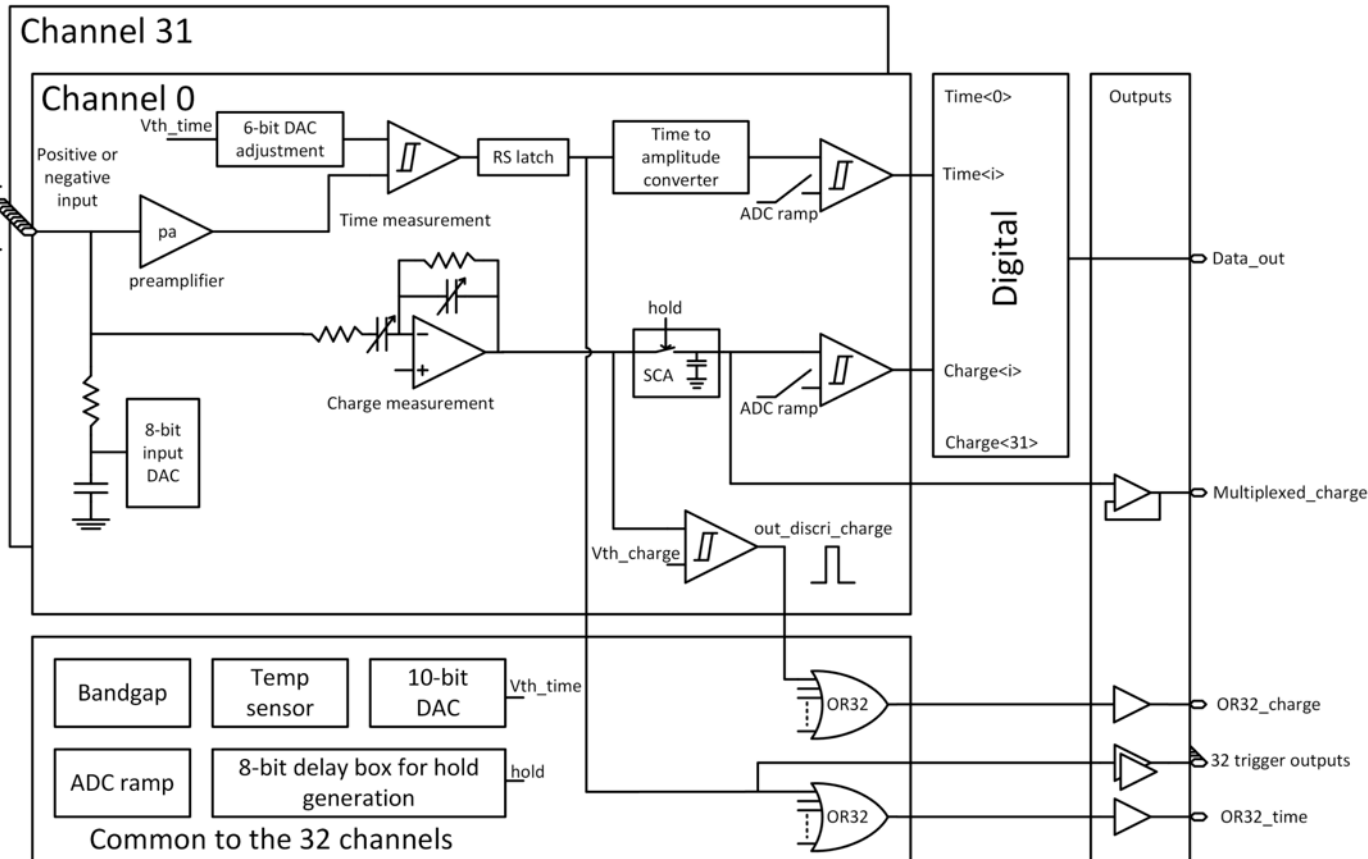 Channel 31
Channel 0
Vth_time
6-bit DAC
adjustment
Positive or
negative
input
pa
preamplifier
Time measurement
RS latch
Time to
amplitude
converter
ADC ramp
Charge measurement
hold
SCA
ADC ramp
8-bit
input
DAC
Vth_charge
out_discri_charge
Time<0>
Time<i>
Digital
Charge<i>
Charge<31>
Outputs
Data_out
Multiplexed_charge
OR32_charge
32 trigger outputs
OR32_time
Bandgap
Temp
sensor
10-bit
DAC
Vth_time
ADC ramp
8-bit delay box for hold
generation
hold
OR32
OR32
Common to the 32 channels